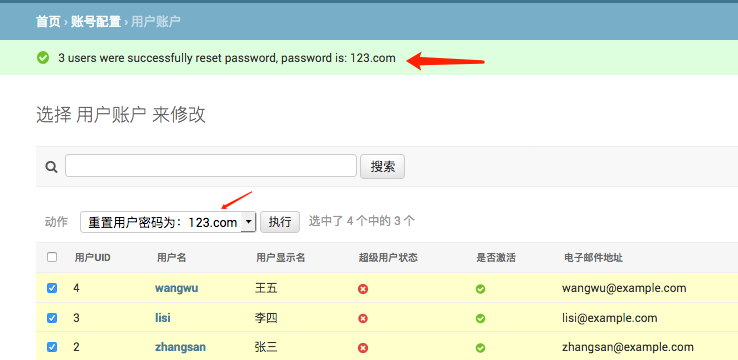 首页 › 账号配置 › 用户账户
3 users were successfully reset password, password is: 123.com
选择 用户账户 来修改
搜索
动作 重置用户密码为：123.com 执行 选中了 4 个中的 3 个
用户UID 用户名 用户显示名 超级用户状态 是否激活 电子邮件地址
4 wangwu 王五 wangwu@example.com
3 lisi 李四 lisi@example.com
2 zhangsan 张三 zhangsan@example.com